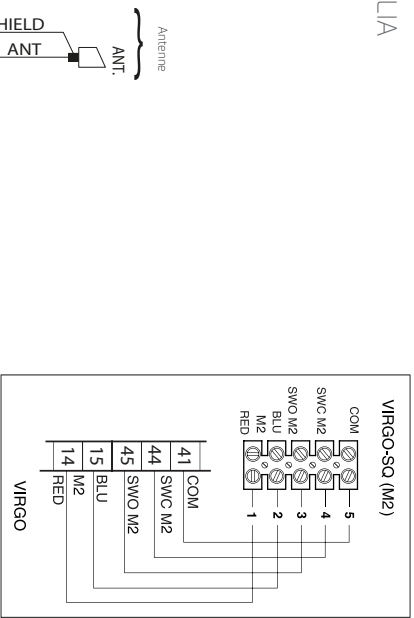 LIA
HIELD
ANT
ANT.
Antenne
VIRGO-SQ (M2)
COM
SWC M2
SWO M2
BLU
M2
RED
5
4
3
2
1
41
COM
44
SWC M2
45
SWO M2
15
BLU
M2
14
RED
VIRGO